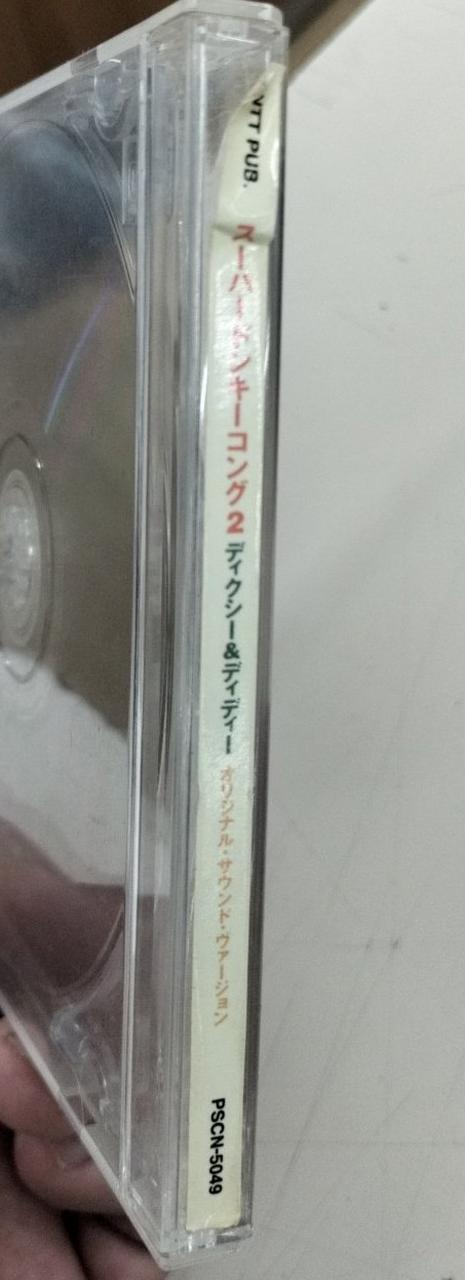 NTT PUB.
スーパードンキーコング2
ディクシー&ディディー
オリジナル・サウンド・ヴァージョン
PSCN-5049